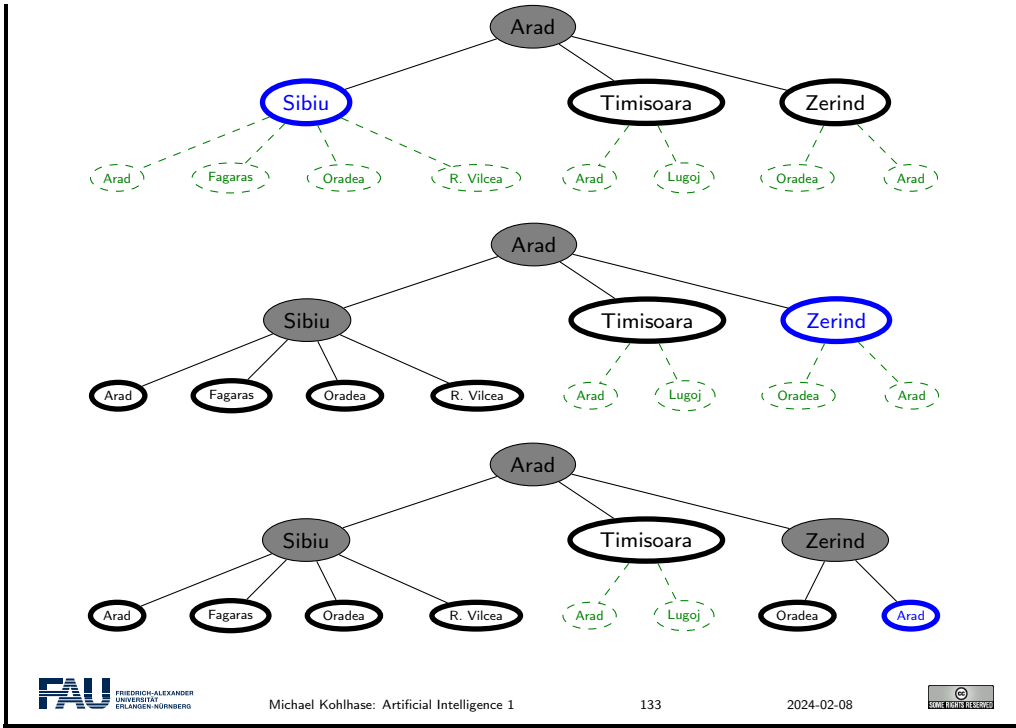 Arad
Sibiu Timisoara Zerind
Arad Fagaras Oradea R. Vilcea Arad Lugoj Oradea Arad
Arad
Sibiu Timisoara Zerind
Arad Fagaras Oradea R. Vilcea Arad Lugoj Oradea Arad
Arad
Sibiu Timisoara Zerind
Arad Fagaras Oradea R. Vilcea Arad Lugoj Oradea Arad
FAU FRIEDRICH-ALEXANDER
UNIVERSITÄT
ERLANGEN-NÜRNBERG
Michael Kohlhase: Artificial Intelligence 1 133 2024-02-08
cc
SOME RIGHTS RESERVED